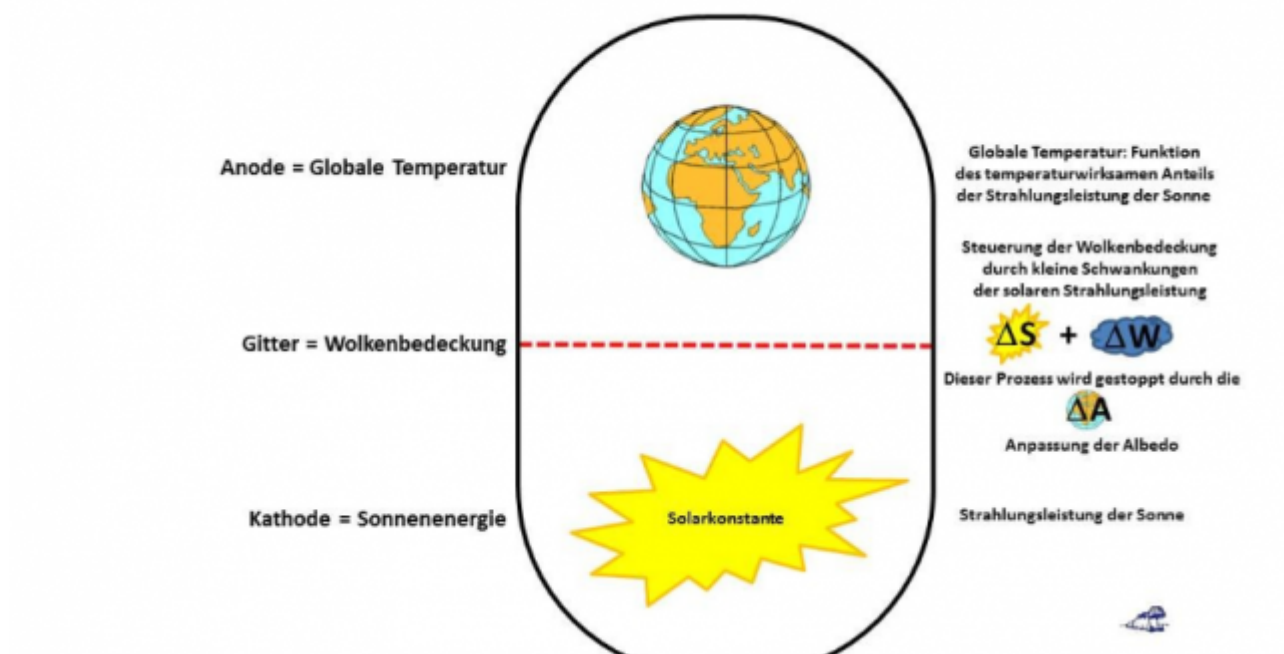 Anode = Globale Temperatur
Globale Temperatur: Funktion
des temperaturwirksamen Anteils
der Strahlungsleistung der Sonne
Steuerung der Wolkenbedeckung
durch kleine Schwankungen
der solaren Strahlungsleistung
Gitter = Wolkenbedeckung
ΔS + ΔW
Dieser Prozess wird gestoppt durch die
ΔA
Anpassung der Albedo
Kathode = Sonnenenergie
Solarkonstante
Strahlungsleistung der Sonne